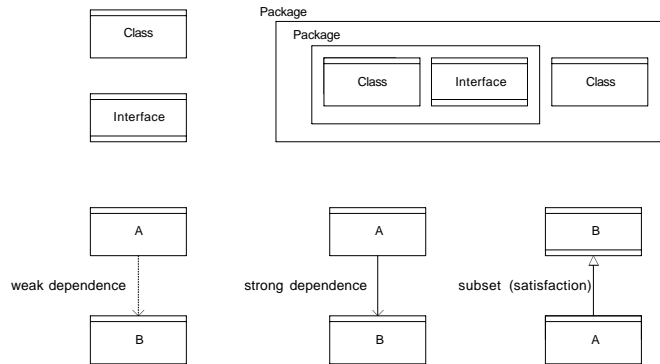 Package
Class
Package
Class
Interface
Class
Interface
A
A
B
weak dependence
strong dependence
subset (satisfaction)
B
B
A